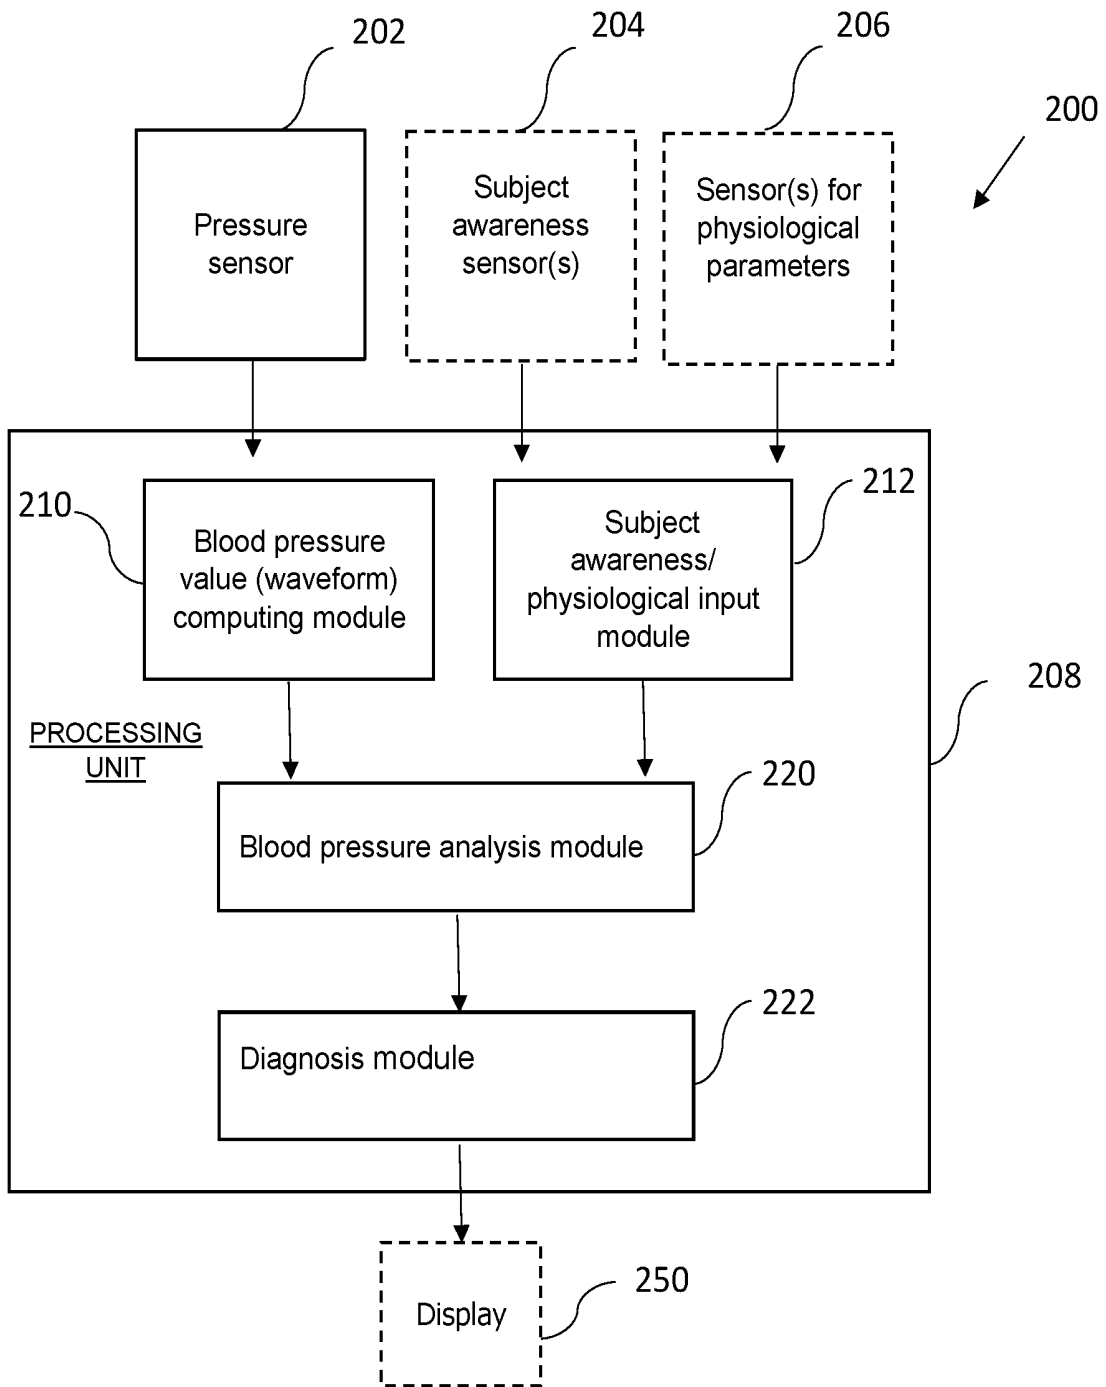 202
204
206
200
Pressure
sensor
Subject
awareness
sensor(s)
Sensor(s) for
physiological
parameters
210
Blood pressure
value (waveform)
computing module
212
Subject
awareness/
physiological input
module
208
PROCESSING
UNIT
220
Blood pressure analysis module
222
Diagnosis module
250
Display